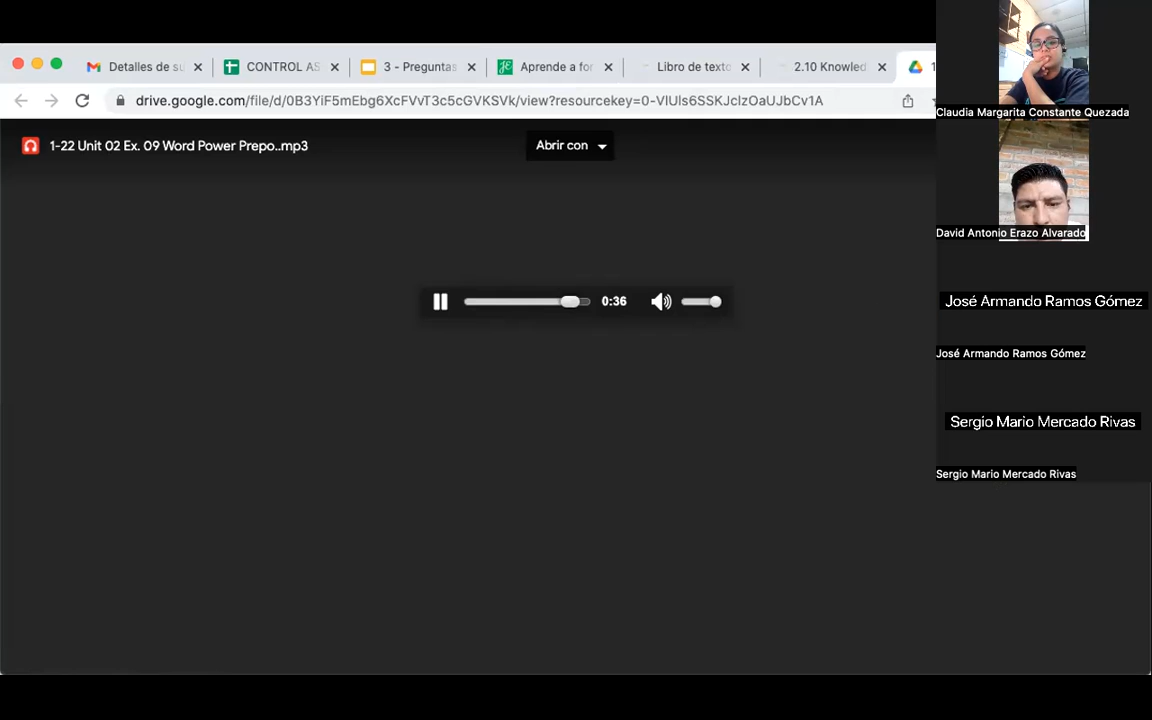 Detalles de su
CONTROL AS
3 - Preguntas
Aprende a for
Libro de texto
2.10 Knowled
drive.google.com/file/d/0B3YiF5mEbg6XcFVvT3c5cGVKSVk/view?resourcekey=0-VlUls6SSKJclzOaUJbCv1A
1-22 Unit 02 Ex. 09 Word Power Prepo..mp3
Abrir con
0:36
Claudia Margarita Constante Quezada
David Antonio Erazo Alvarado
José Armando Ramos Gómez
José Armando Ramos Gómez
Sergio Mario Mercado Rivas
Sergio Mario Mercado Rivas